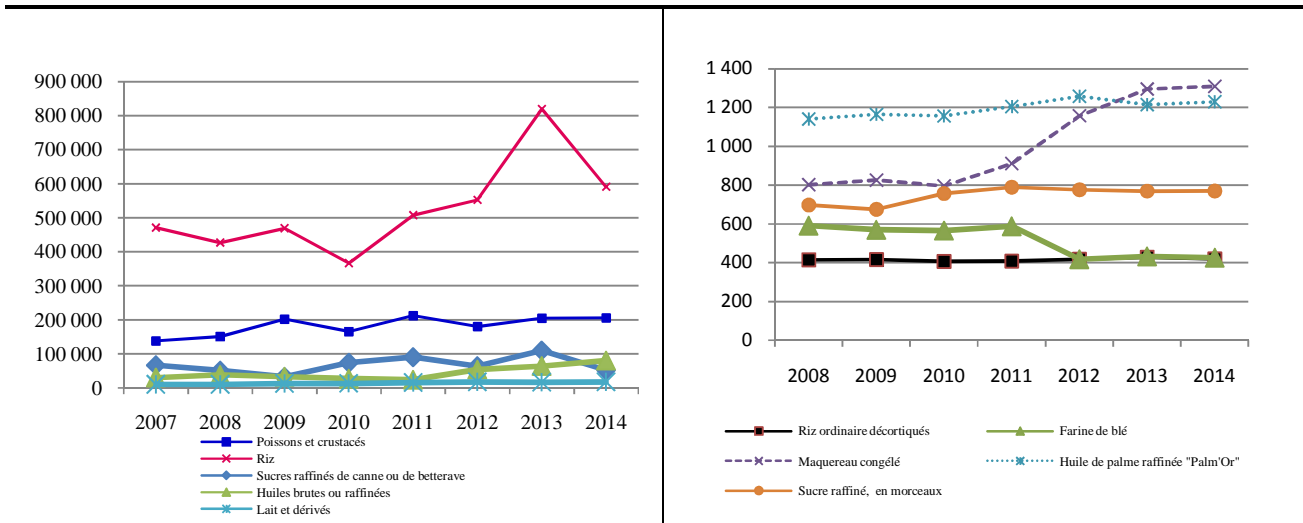 900 000
800 000
700 000
600 000
500 000
400 000
300 000
200 000
100 000
0
2007 2008 2009 2010 2011 2012 2013 2014
Poissons et crustacés
Riz
Sucres raffinés de canne ou de betterave
Huiles brutes ou raffinées
Lait et dérivés
1 400
1 200
1 000
800
600
400
200
0
2008 2009 2010 2011 2012 2013 2014
Riz ordinaire décortiqués Farine de blé
Maquereau congélé Huile de palme raffinée "Palm'Or"
Sucre raffiné, en morceaux